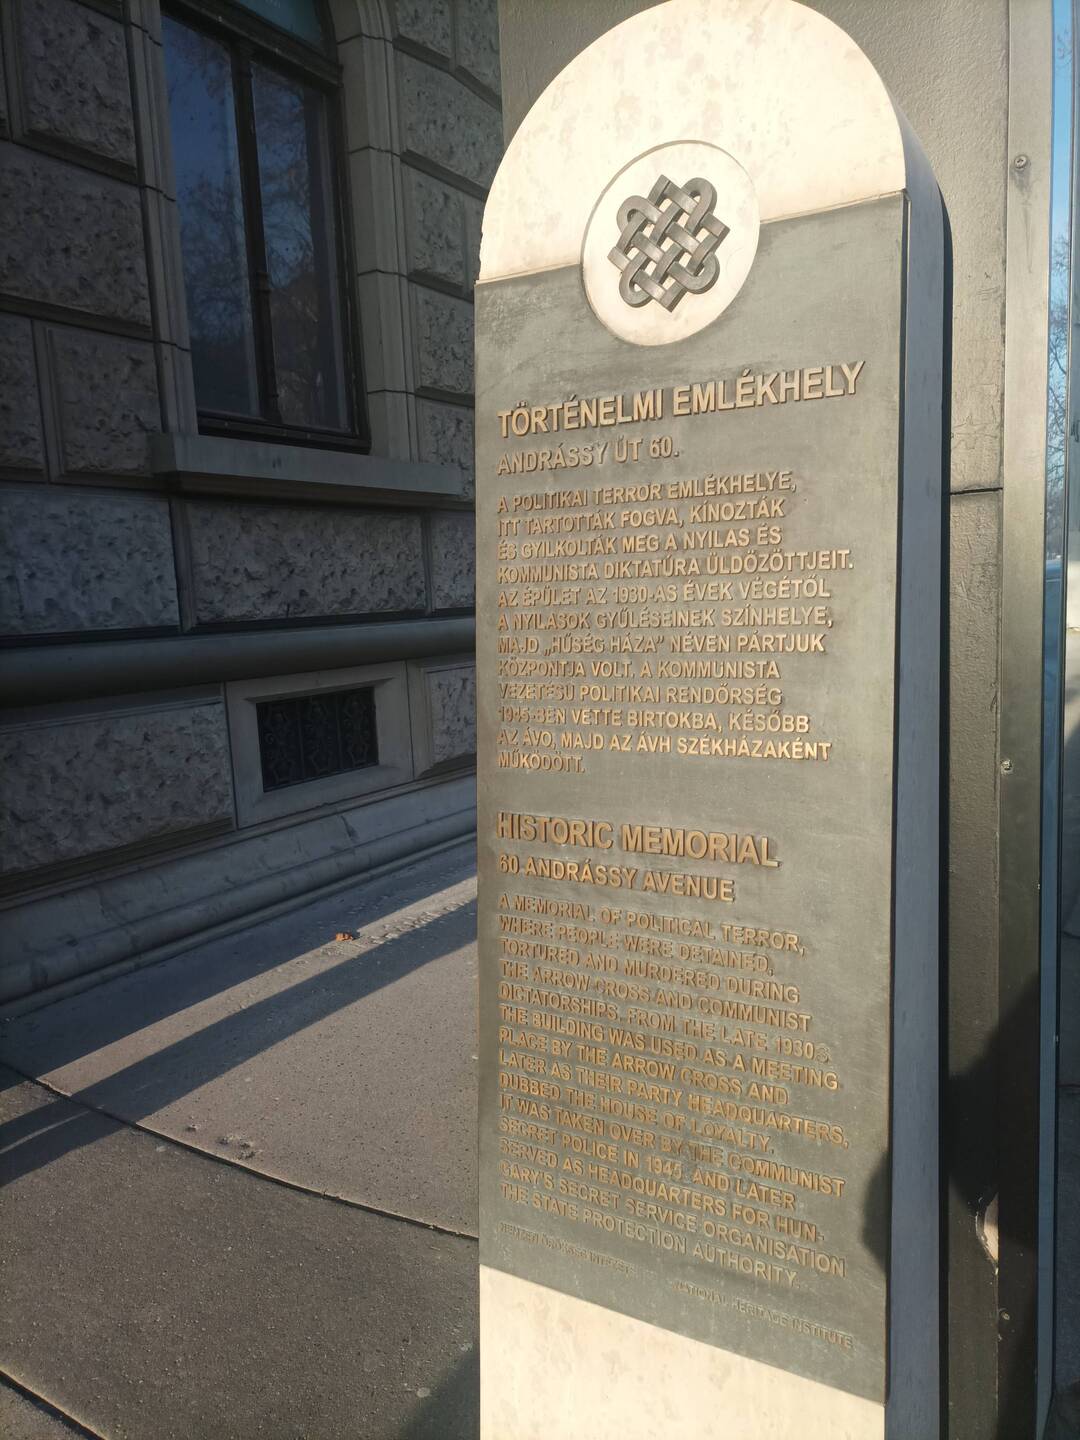 TÖRTÉNELMI EMLÉKHELY
ANDRÁSSY ÚT 60.
A POLITIKAI TERROR EMLÉKHELYE,
ITT TARTOTTÁK FOGVA, KÍNOZTÁK
ÉS GYILKOLTÁK MEG A NYILAS ÉS
KOMMUNISTA DIKTATÚRA ÜLDÖZÖTTJEIT.
AZ ÉPÜLET AZ 1930-AS ÉVEK VÉGÉTŐL
A NYILASOK GYŰLÉSEINEK SZÍNHELYE,
MAJD „HŰSÉG HÁZA” NÉVEN PÁRTJUK
KÖZPONTJA VOLT. A KOMMUNISTA
VEZETÉSŰ POLITIKAI RENDŐRSÉG
1945-BEN VETTE BIRTOKBA, KÉSŐBB
AZ ÁVO, MAJD AZ ÁVH SZÉKHÁZAKÉNT
MŰKÖDÖTT.
HISTORIC MEMORIAL
60 ANDRÁSSY AVENUE
A MEMORIAL OF POLITICAL TERROR,
WHERE PEOPLE WERE DETAINED,
TORTURED AND MURDERED DURING
THE ARROW CROSS AND COMMUNIST
DICTATORSHIPS. FROM THE LATE 1930S
THE BUILDING WAS USED AS A MEETING
PLACE BY THE ARROW CROSS AND
LATER AS THEIR PARTY HEADQUARTERS,
DUBBED THE HOUSE OF LOYALTY.
IT WAS TAKEN OVER BY THE COMMUNIST
SECRET POLICE IN 1945 AND LATER
SERVED AS HEADQUARTERS FOR HUN-
GARY'S SECRET SERVICE ORGANISATION
THE STATE PROTECTION AUTHORITY.
NATIONAL HERITAGE INSTITUTE